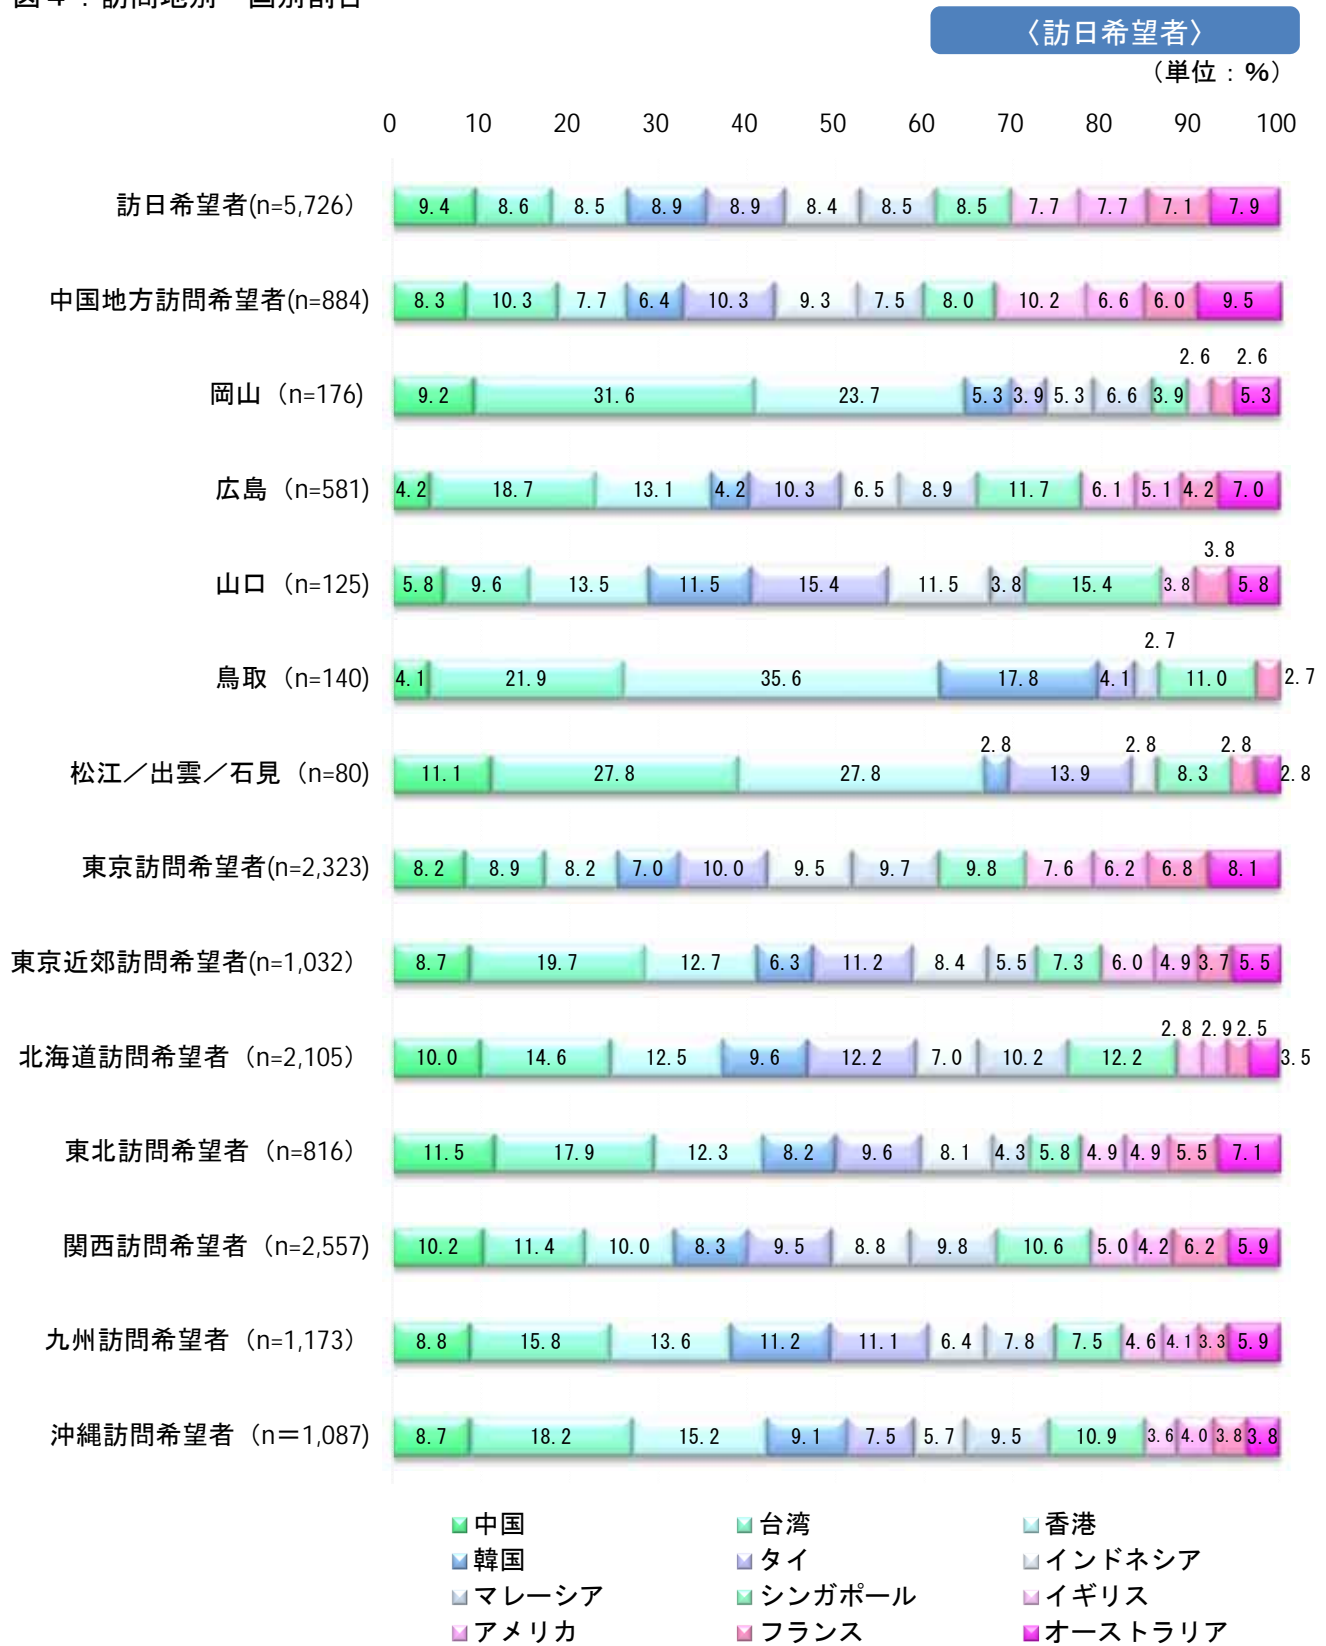 図4：訪問地別 国別割合
〈訪日希望者〉
（単位：%）
0 10 20 30 40 50 60 70 80 90 100
訪日希望者(n=5,726） 9.4 8.6 8.5 8.9 8.9 8.4 8.5 8.5 7.7 7.7 7.1 7.9
中国地方訪問希望者(n=884) 8.3 10.3 7.7 6.4 10.3 9.3 7.5 8.0 10.2 6.6 6.0 9.5
2.6 2.6
岡山（n=176) 9.2 31.6 23.7 5.3 3.9 5.3 6.6 3.9 5.3
広島（n=581) 4.2 18.7 13.1 4.2 10.3 6.5 8.9 11.7 6.1 5.1 4.2 7.0
3.8
山口（n=125) 5.8 9.6 13.5 11.5 15.4 11.5 3.8 15.4 3.8 5.8
2.7
鳥取（n=140) 4.1 21.9 35.6 17.8 4.1 11.0 2.7
2.8 2.8 2.8
松江／出雲／石見（n=80) 11.1 27.8 27.8 13.9 8.3 2.8
東京訪問希望者(n=2,323) 8.2 8.9 8.2 7.0 10.0 9.5 9.7 9.8 7.6 6.2 6.8 8.1
東京近郊訪問希望者(n=1,032） 8.7 19.7 12.7 6.3 11.2 8.4 5.5 7.3 6.0 4.9 3.7 5.5
2.8 2.9 2.5
北海道訪問希望者（n=2,105） 10.0 14.6 12.5 9.6 12.2 7.0 10.2 12.2 3.5
東北訪問希望者（n=816） 11.5 17.9 12.3 8.2 9.6 8.1 4.3 5.8 4.9 4.9 5.5 7.1
関西訪問希望者（n=2,557) 10.2 11.4 10.0 8.3 9.5 8.8 9.8 10.6 5.0 4.2 6.2 5.9
九州訪問希望者（n=1,173） 8.8 15.8 13.6 11.2 11.1 6.4 7.8 7.5 4.6 4.1 3.3 5.9
沖縄訪問希望者（n＝1,087) 8.7 18.2 15.2 9.1 7.5 5.7 9.5 10.9 3.6 4.0 3.8 3.8
中国 台湾 香港
韓国 タイ インドネシア
マレーシア シンガポール イギリス
アメリカ フランス オーストラリア